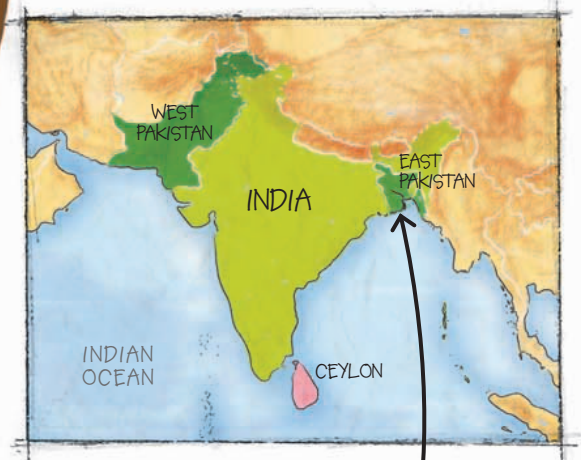 WEST
PAKISTAN
EAST
PAKISTAN
INDIA
INDIAN
OCEAN
CEYLON